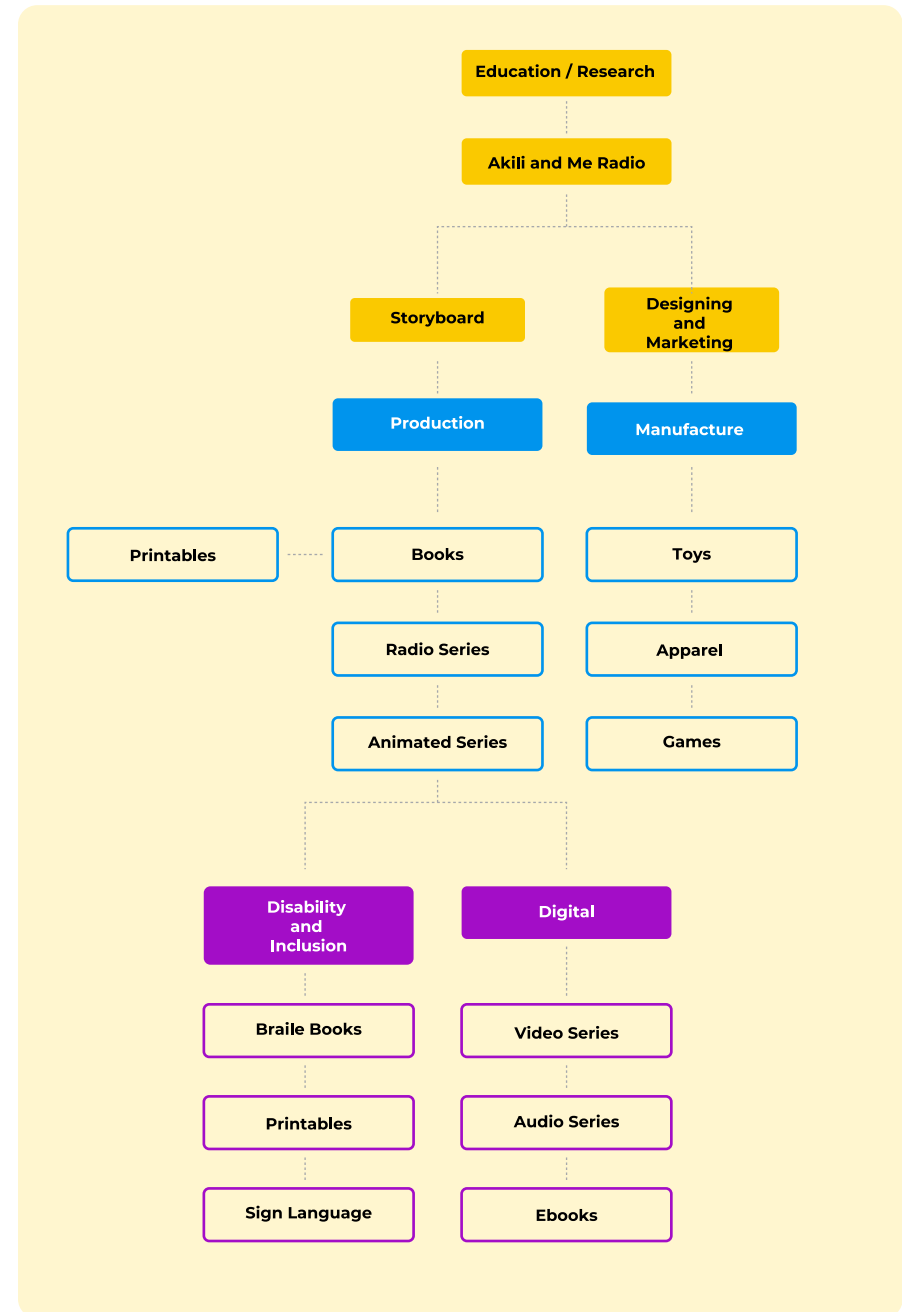 Education / Research
Akili and Me Radio
Storyboard
Designing
and
Marketing
Production
Manufacture
Printables
Books
Toys
Radio Series
Apparel
Animated Series
Games
Disability
and
Inclusion
Digital
Braile Books
Video Series
Printables
Audio Series
Sign Language
Ebooks